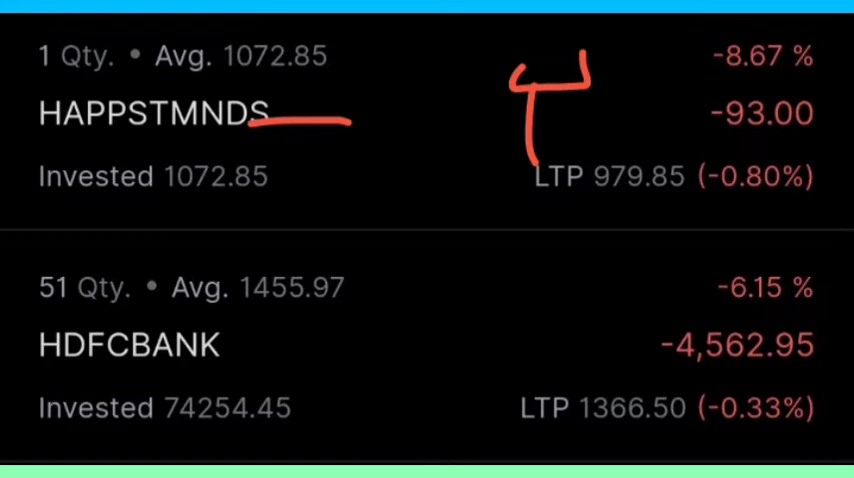 1 Qty. • Avg. 1072.85 -8.67 %
HAPPSTMNDS -93.00
Invested 1072.85 LTP 979.85 (-0.80%)
51 Qty. • Avg. 1455.97 -6.15 %
HDFCBANK -4,562.95
Invested 74254.45 LTP 1366.50 (-0.33%)